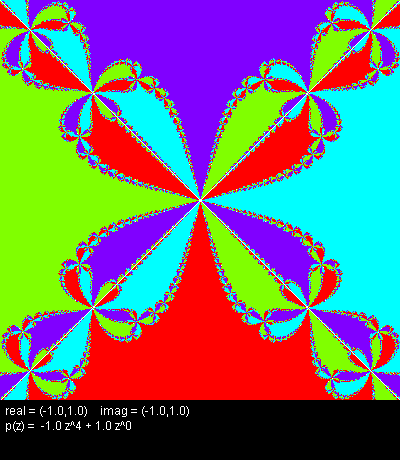 real = (-1.0,1.0) imag = (-1.0,1.0)
p(z) = -1.0 z^4 + 1.0 z^0